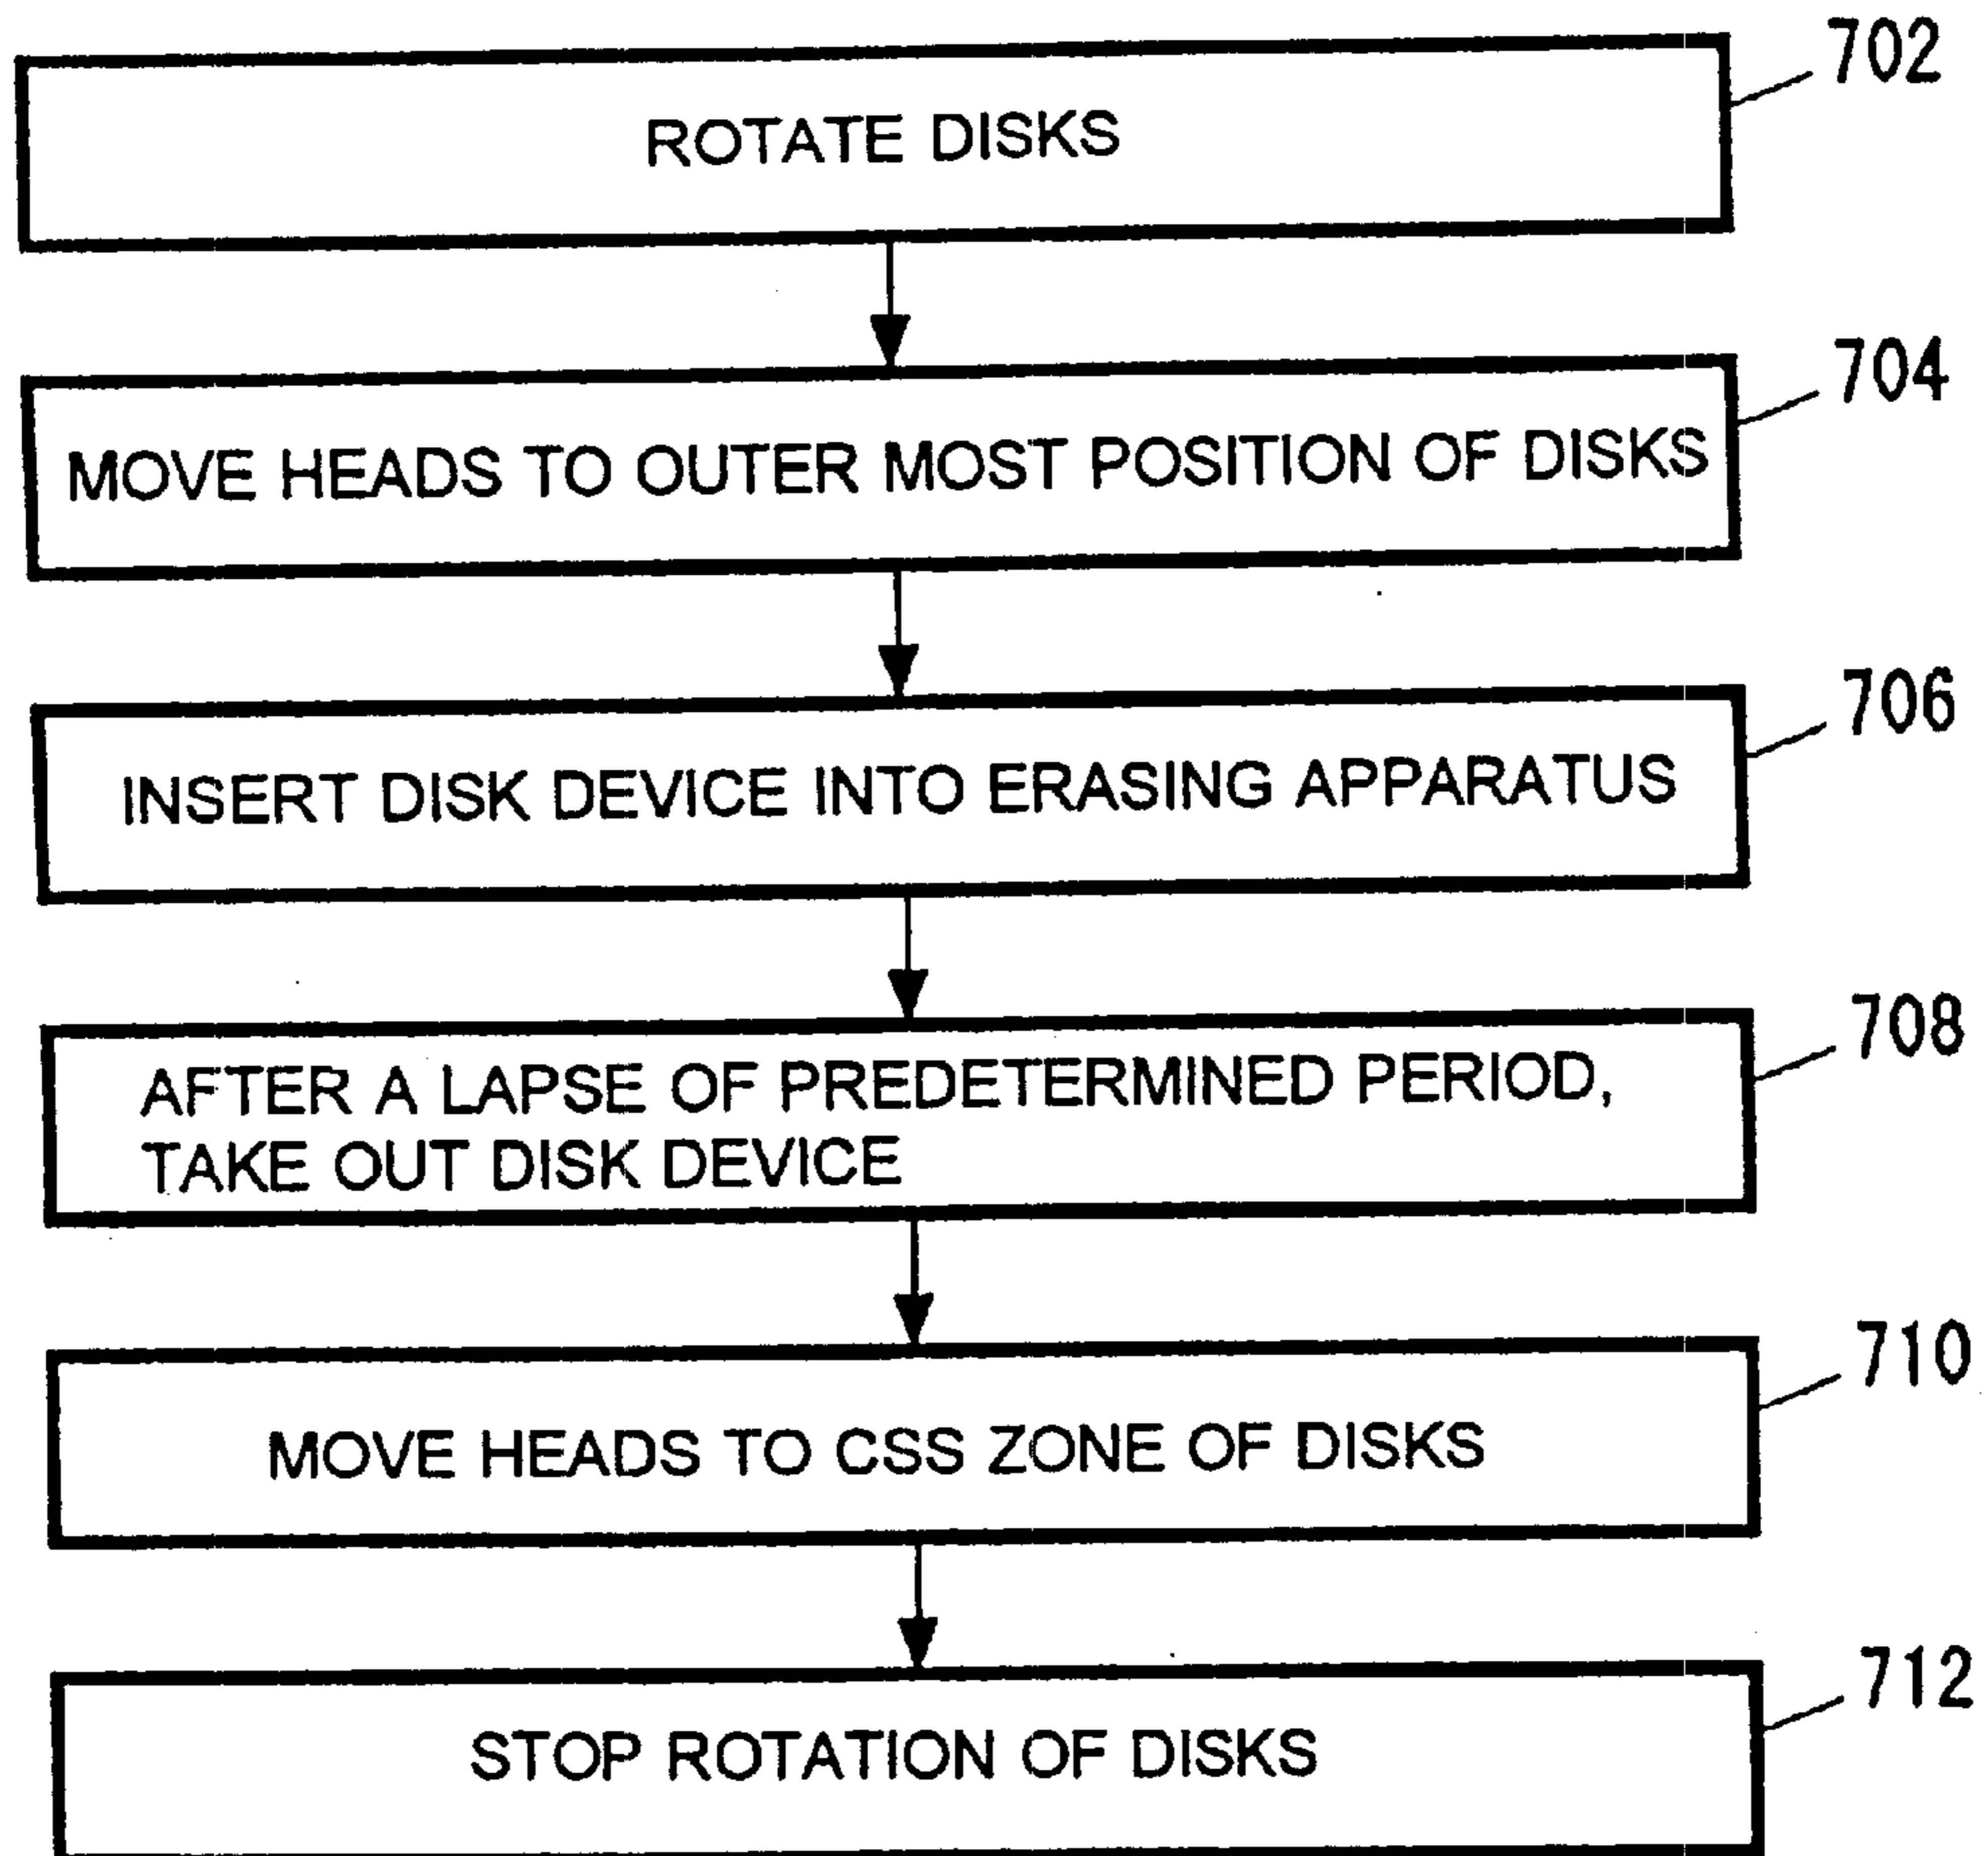 702
ROTATE DISKS
704
MOVE HEADS TO OUTER MOST POSITION OF DISKS
706
INSERT DISK DEVICE INTO ERASING APPARATUS
708
AFTER A LAPSE OF PREDETERMINED PERIOD,
TAKE OUT DISK DEVICE
710
MOVE HEADS TO CSS ZONE OF DISKS
712
STOP ROTATION OF DISKS